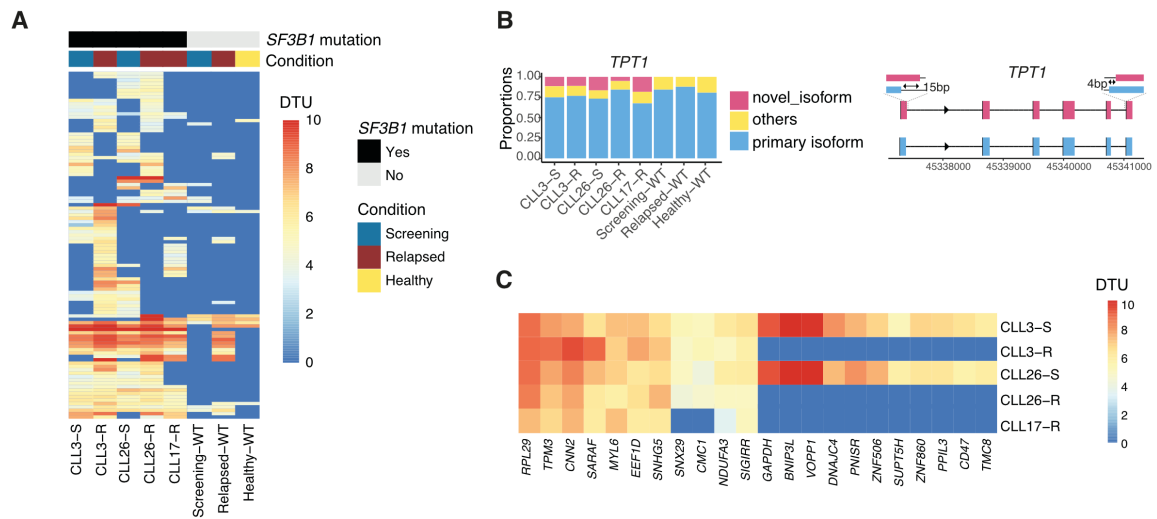 A
SF3B1 mutation
Condition
DTU
10
8
6
4
2
0
SF3B1 mutation
Yes
No
Condition
Screening
Relapsed
Healthy
CLL3–S
CLL3–R
CLL26–S
CLL26–R
CLL17–R
Screening–WT
Relapsed–WT
Healthy–WT
B
TPT1
Proportions
1.00
0.75
0.50
0.25
0.00
CLL3–S
CLL3–R
CLL26–S
CLL26–R
CLL17–R
Screening–WT
Relapsed–WT
Healthy–WT
novel_isoform
others
primary isoform
TPT1
15bp
4bp
45338000
45339000
45340000
45341000
C
DTU
10
8
6
4
2
0
CLL3–S
CLL3–R
CLL26–S
CLL26–R
CLL17–R
RPL29
TPM3
CNN2
SARAF
MYL6
EEF1D
SNHG5
SNX29
CMC1
NDUFA3
SIGIRR
GAPDH
BNIP3L
VOPP1
DNAJC4
PNISR
ZNF506
SUPT5H
ZNF860
PPIL3
CD47
TMC8